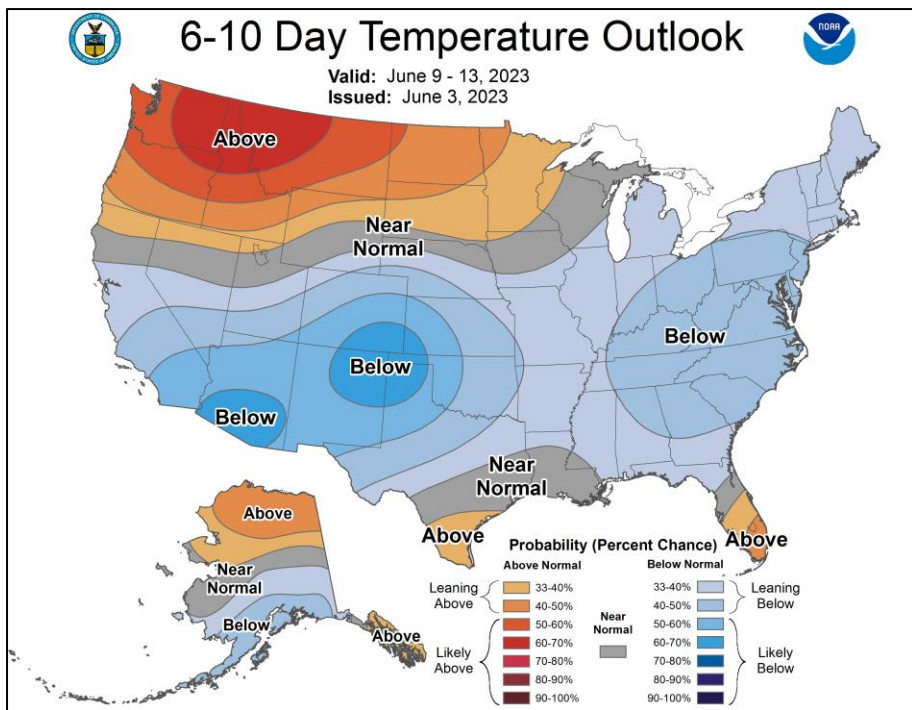 6-10 Day Temperature Outlook
Valid: June 9 - 13, 2023
Issued: June 3, 2023
NOAA
Above
Near
Normal
Below
Below
Below
Near
Normal
Above
Above
Above
Near
Normal
Below
Above
Probability (Percent Chance)
Above Normal
Below Normal
Leaning
Above
33-40%
40-50%
Likely
Above
50-60%
60-70%
70-80%
80-90%
90-100%
Near
Normal
33-40%
40-50%
Leaning
Below
50-60%
60-70%
70-80%
80-90%
90-100%
Likely
Below